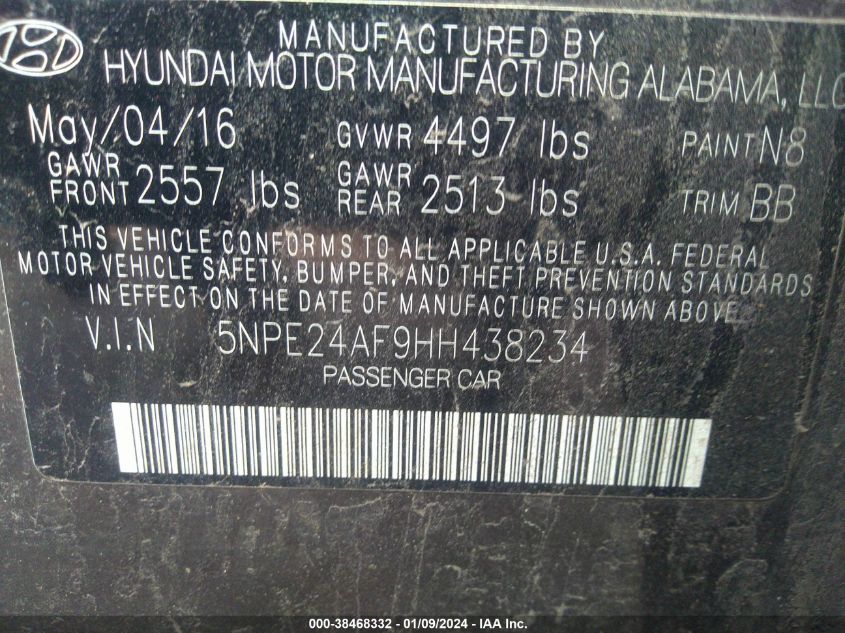 MANUFACTURED BY
HYUNDAI MOTOR MANUFACTURING ALABAMA, LLC
May/04/16 GVWR 4497 lbs PAINT N8
GAWR FRONT 2557 lbs GAWR REAR 2513 lbs TRIM BB
THIS VEHICLE CONFORMS TO ALL APPLICABLE U.S.A. FEDERAL
MOTOR VEHICLE SAFETY, BUMPER, AND THEFT PREVENTION STANDARDS
IN EFFECT ON THE DATE OF MANUFACTURE SHOWN ABOVE.
V.I.N 5NPE24AF9HH438234
PASSENGER CAR
000-38468332 - 01/09/2024 - IAA Inc.